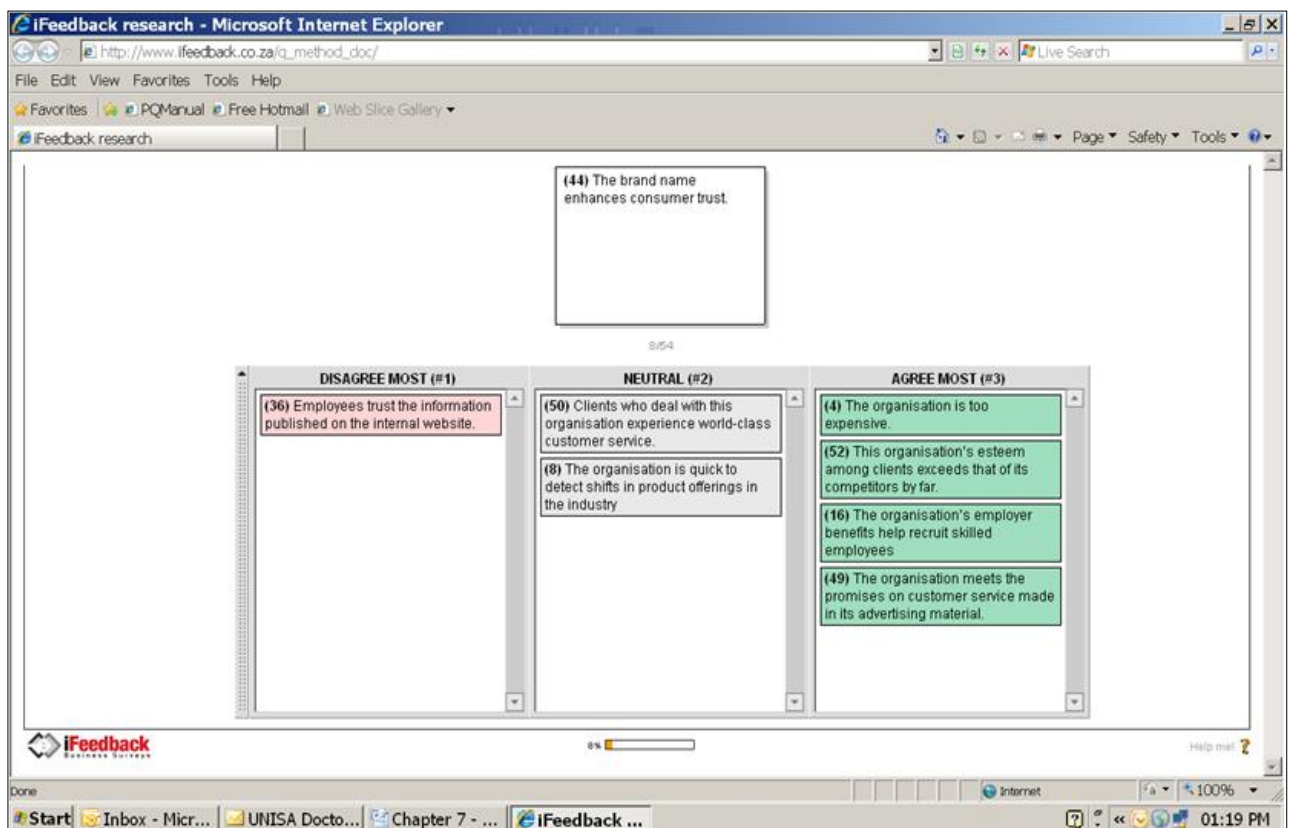 iFeedback research - Microsoft Internet Explorer
http://www.ifeedback.co.za/q_method_doc/
Live Search
File Edit View Favorites Tools Help
Favorites PQManual Free Hotmail Web Slice Gallery
iFeedback research
Page Safety Tools
(44) The brand name
enhances consumer trust.
8/54
DISAGREE MOST (#1)
(36) Employees trust the information
published on the internal website.
NEUTRAL (#2)
(50) Clients who deal with this
organisation experience world-class
customer service.
(8) The organisation is quick to
detect shifts in product offerings in
the industry
AGREE MOST (#3)
(4) The organisation is too
expensive.
(52) This organisation's esteem
among clients exceeds that of its
competitors by far.
(16) The organisation's employer
benefits help recruit skilled
employees
(49) The organisation meets the
promises on customer service made
in its advertising material.
iFeedback
Business Surveys
8%
Help me! ?
Done
Internet
100%
Start Inbox - Micr... UNISA Docto... Chapter 7 - ... iFeedback ... 01:19 PM